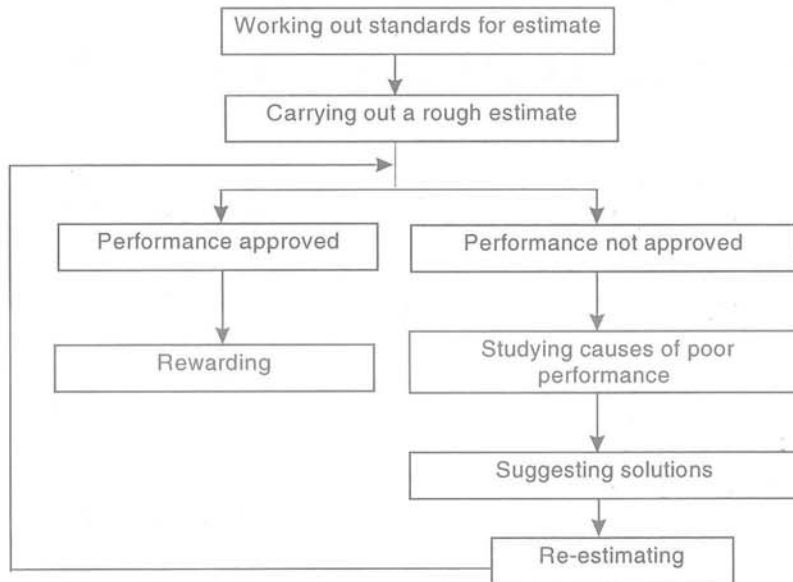 Working out standards for estimate
Carrying out a rough estimate
Performance approved
Performance not approved
Rewarding
Studying causes of poor
performance
Suggesting solutions
Re-estimating